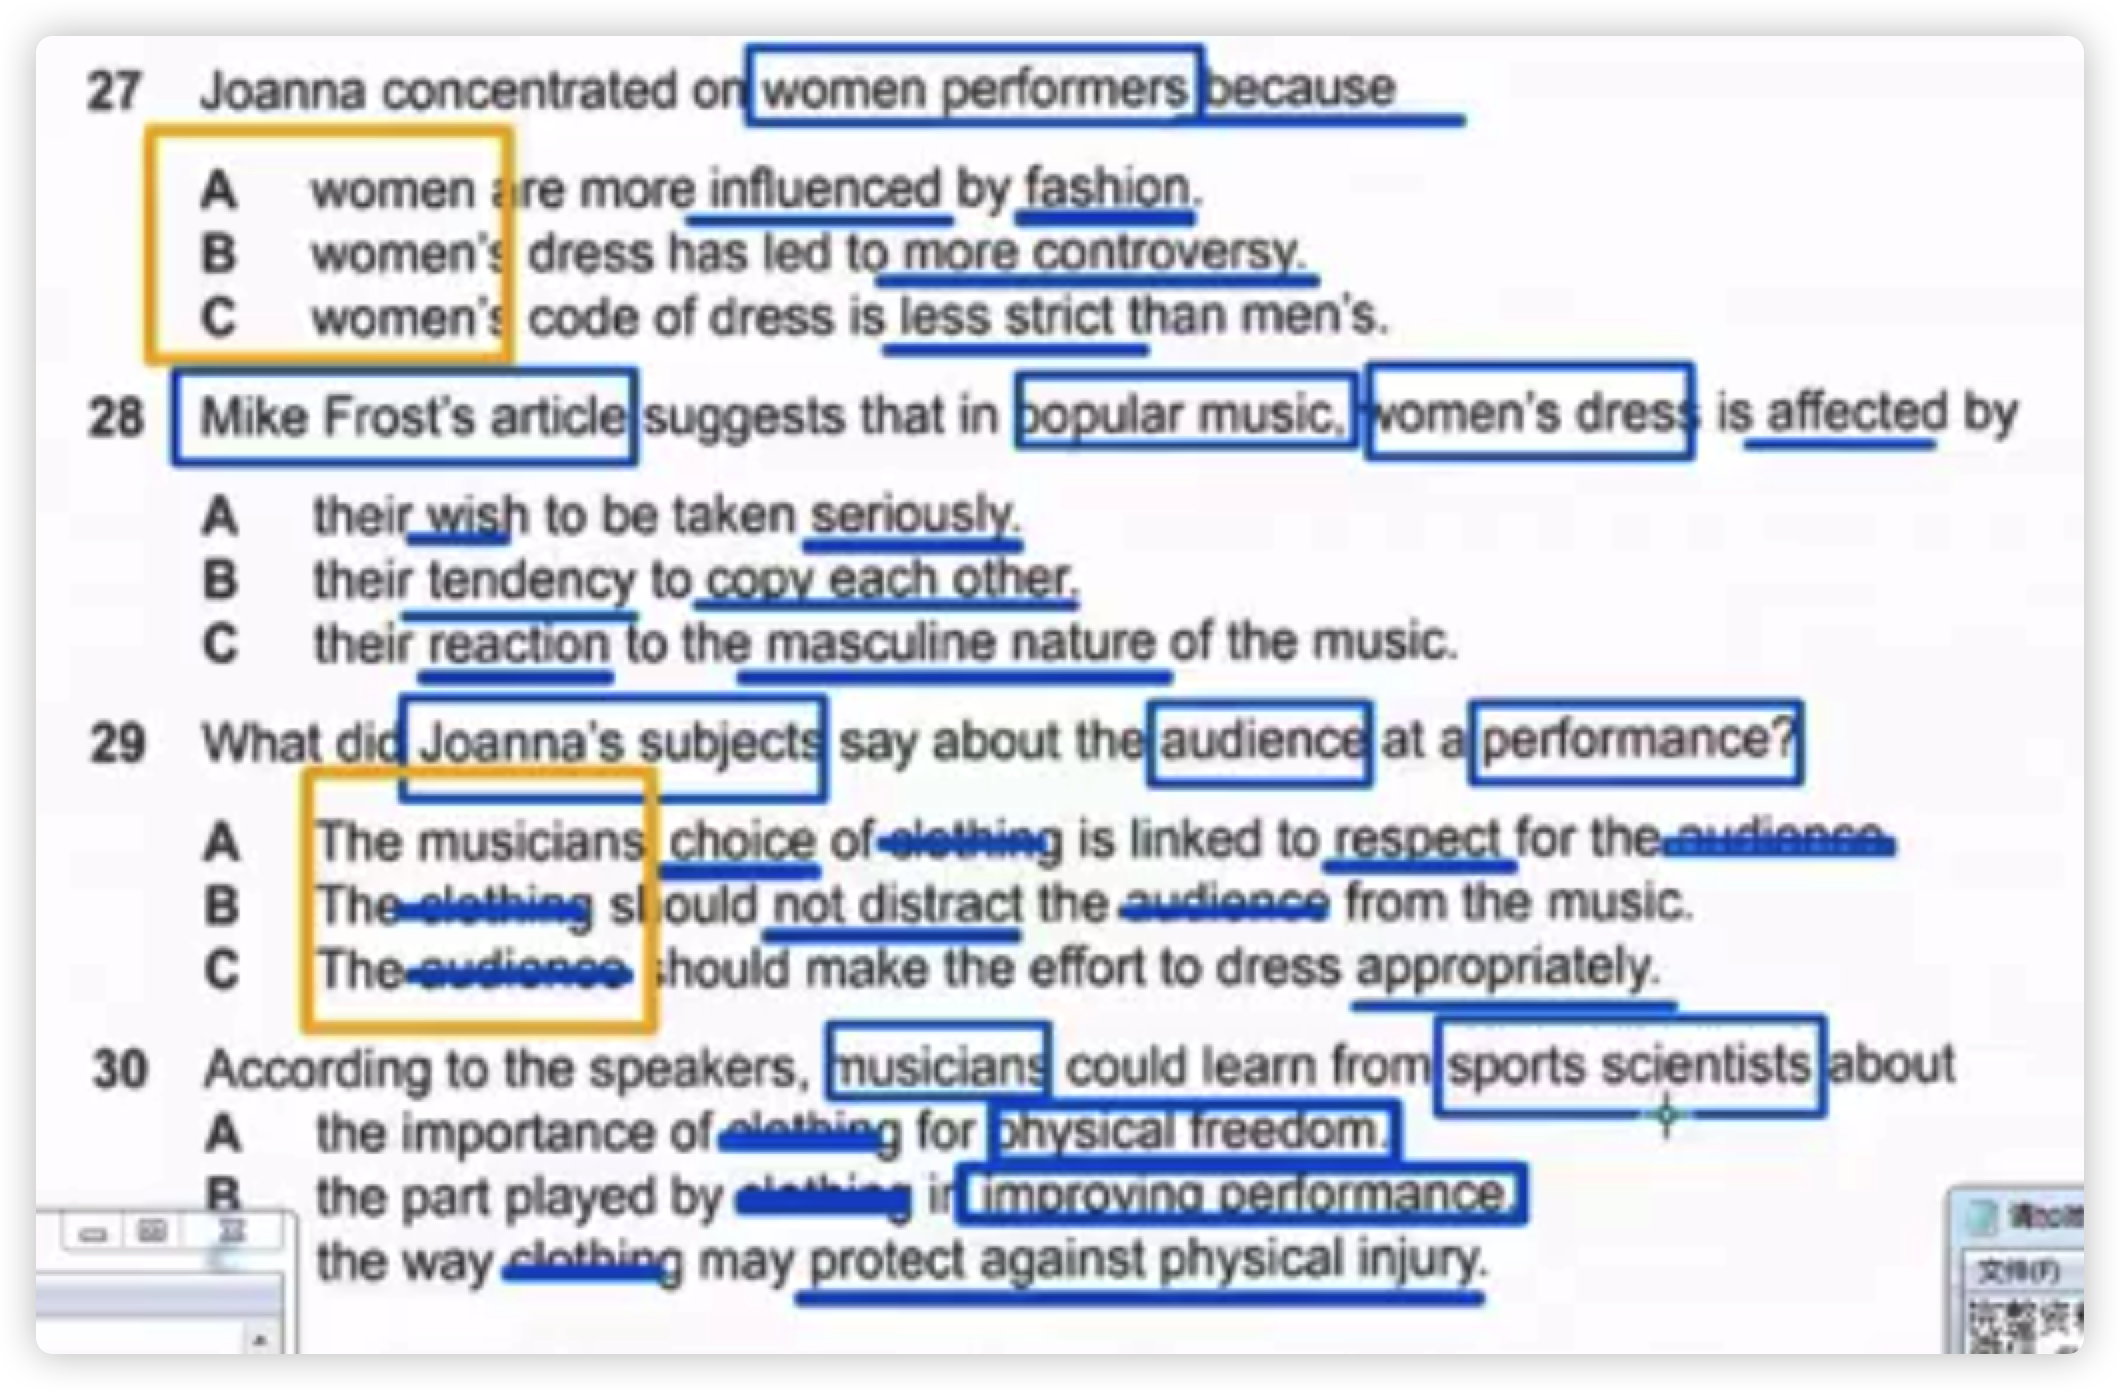 27 Joanna concentrated on women performers because
A women are more influenced by fashion.
B women's dress has led to more controversy.
C women's code of dress is less strict than men's.
28 Mike Frost's article suggests that in popular music, women's dress is affected by
A their wish to be taken seriously.
B their tendency to copy each other.
C their reaction to the masculine nature of the music.
29 What did Joanna's subjects say about the audience at a performance?
A The musicians choice of clothing is linked to respect for the audience.
B The clothing should not distract the audience from the music.
C The audience should make the effort to dress appropriately.
30 According to the speakers, musicians could learn from sports scientists about
A the importance of clothing for physical freedom.
B the part played by clothing in improving performance.
the way clothing may protect against physical injury.
文件(F)
完整资